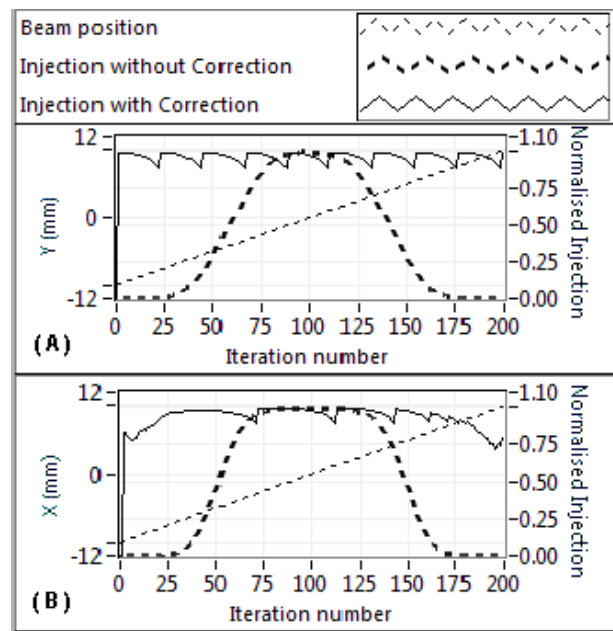 Beam position
Injection without Correction
Injection with Correction
12
0
-12
Y (mm)
1.10
0.75
0.50
0.25
0.00
Normalised Injection
0 25 50 75 100 125 150 175 200
Iteration number
(A)
12
0
-12
X (mm)
1.10
0.75
0.50
0.25
0.00
Normalised Injection
0 25 50 75 100 125 150 175 200
Iteration number
(B)